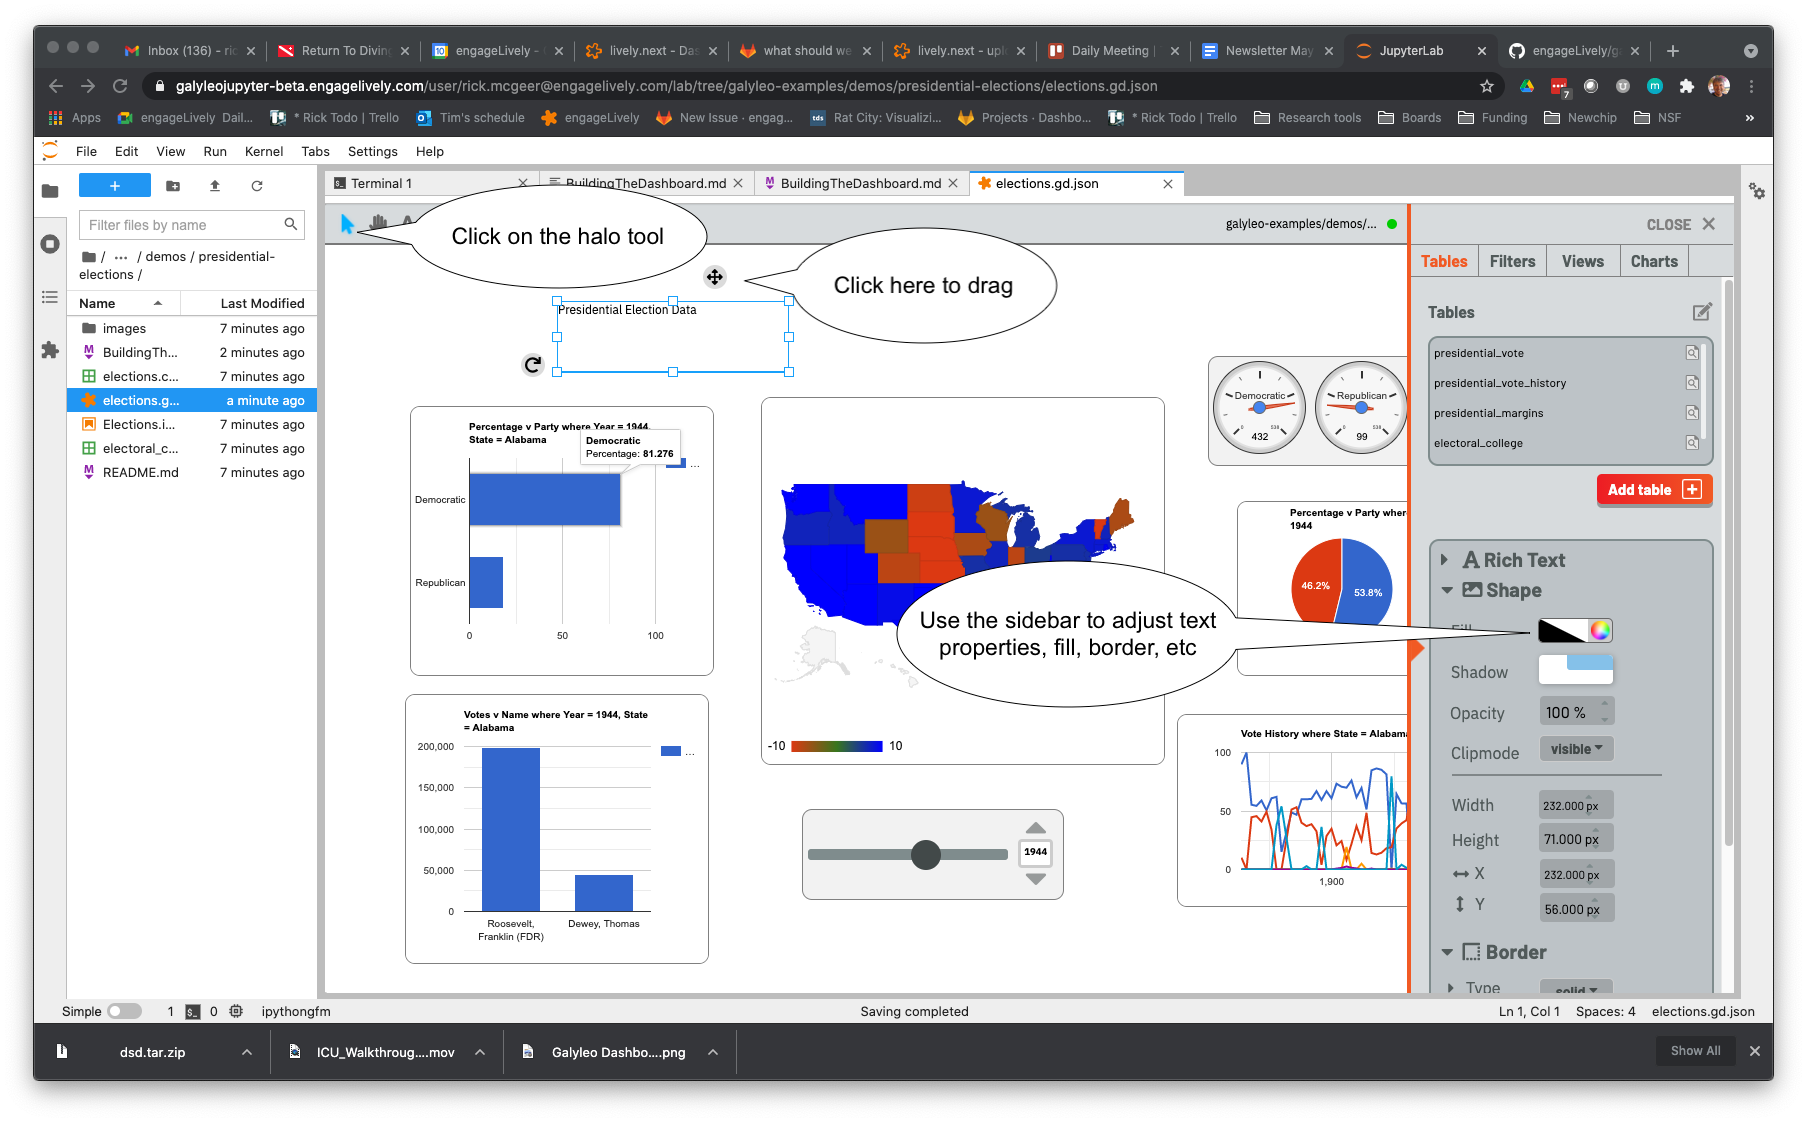 Inbox (136) - ric
Return To Diving
engageLively -
lively.next - Das
what should we
lively.next - uplo
Daily Meeting |
Newsletter May
JupyterLab
engageLively/ga
galyleojupyter-beta.engagelively.com/user/rick.mcgeer@engagelively.com/lab/tree/galyleo-examples/demos/presidential-elections/elections.gd.json
7
Apps
engageLively Dail...
* Rick Todo | Trello
Tim's schedule
engageLively
New Issue · engag...
Rat City: Visualizi...
Projects · Dashbo...
* Rick Todo | Trello
Research tools
Boards
Funding
Newchip
NSF
»
File Edit View Run Kernel Tabs Settings Help
Terminal 1
BuildingTheDashboard.md
BuildingTheDashboard.md
elections.gd.json
Filter files by name
/ ... / demos / presidential-
elections /
Name Last Modified
images 7 minutes ago
BuildingTh... 2 minutes ago
elections.c... 7 minutes ago
elections.g... a minute ago
Elections.i... 7 minutes ago
electoral_c... 7 minutes ago
README.md 7 minutes ago
Click on the halo tool
galyleo-examples/demos/...
Click here to drag
Presidential Election Data
Percentage v Party where Year = 1944,
State = Alabama
Democratic
Percentage: 81.276
...
Democratic
Republican
0 50 100
Votes v Name where Year = 1944, State
= Alabama
200,000
150,000
100,000
50,000
0
...
Roosevelt,
Franklin (FDR)
Dewey, Thomas
-10 10
Use the sidebar to adjust text
properties, fill, border, etc
1944
Democratic
0 538
432
Republican
0 538
99
Percentage v Party wher
1944
46.2%
53.8%
Vote History where State = Alabama
100
50
0
1,900
CLOSE
Tables Filters Views Charts
Tables
presidential_vote
presidential_vote_history
presidential_margins
electoral_college
Add table
Rich Text
Shape
Fill
Shadow
Opacity 100 %
Clipmode visible
Width 232.000 px
Height 71.000 px
X 232.000 px
Y 56.000 px
Border
Type solid
Simple 1 0 ipythongfm
Saving completed
Ln 1, Col 1 Spaces: 4 elections.gd.json
dsd.tar.zip
ICU_Walkthroug....mov
Galyleo Dashbo....png
Show All